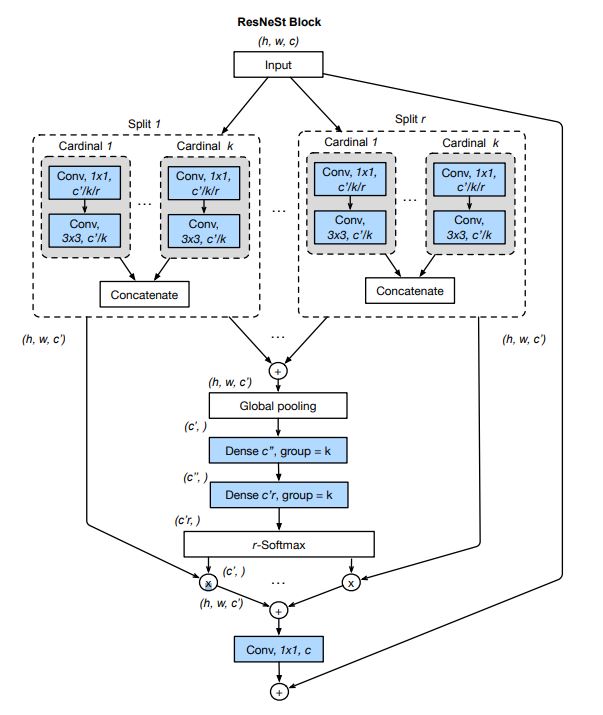 ResNeSt Block
(h, w, c)
Input
Split 1
Split r
Cardinal 1
Cardinal k
Cardinal 1
Cardinal k
Conv, 1x1,
c'/k/r
Conv, 1x1,
c'/k/r
Conv, 1x1,
c'/k/r
Conv, 1x1,
c'/k/r
...
...
...
Conv,
3x3, c'/k
Conv,
3x3, c'/k
Conv,
3x3, c'/k
Conv,
3x3, c'/k
Concatenate
Concatenate
(h, w, c')
...
(h, w, c')
+
(h, w, c')
Global pooling
(c', )
Dense c'', group = k
(c'', )
Dense c'r, group = k
(c'r, )
r-Softmax
(c', )
x
...
x
(h, w, c')
+
Conv, 1x1, c
+